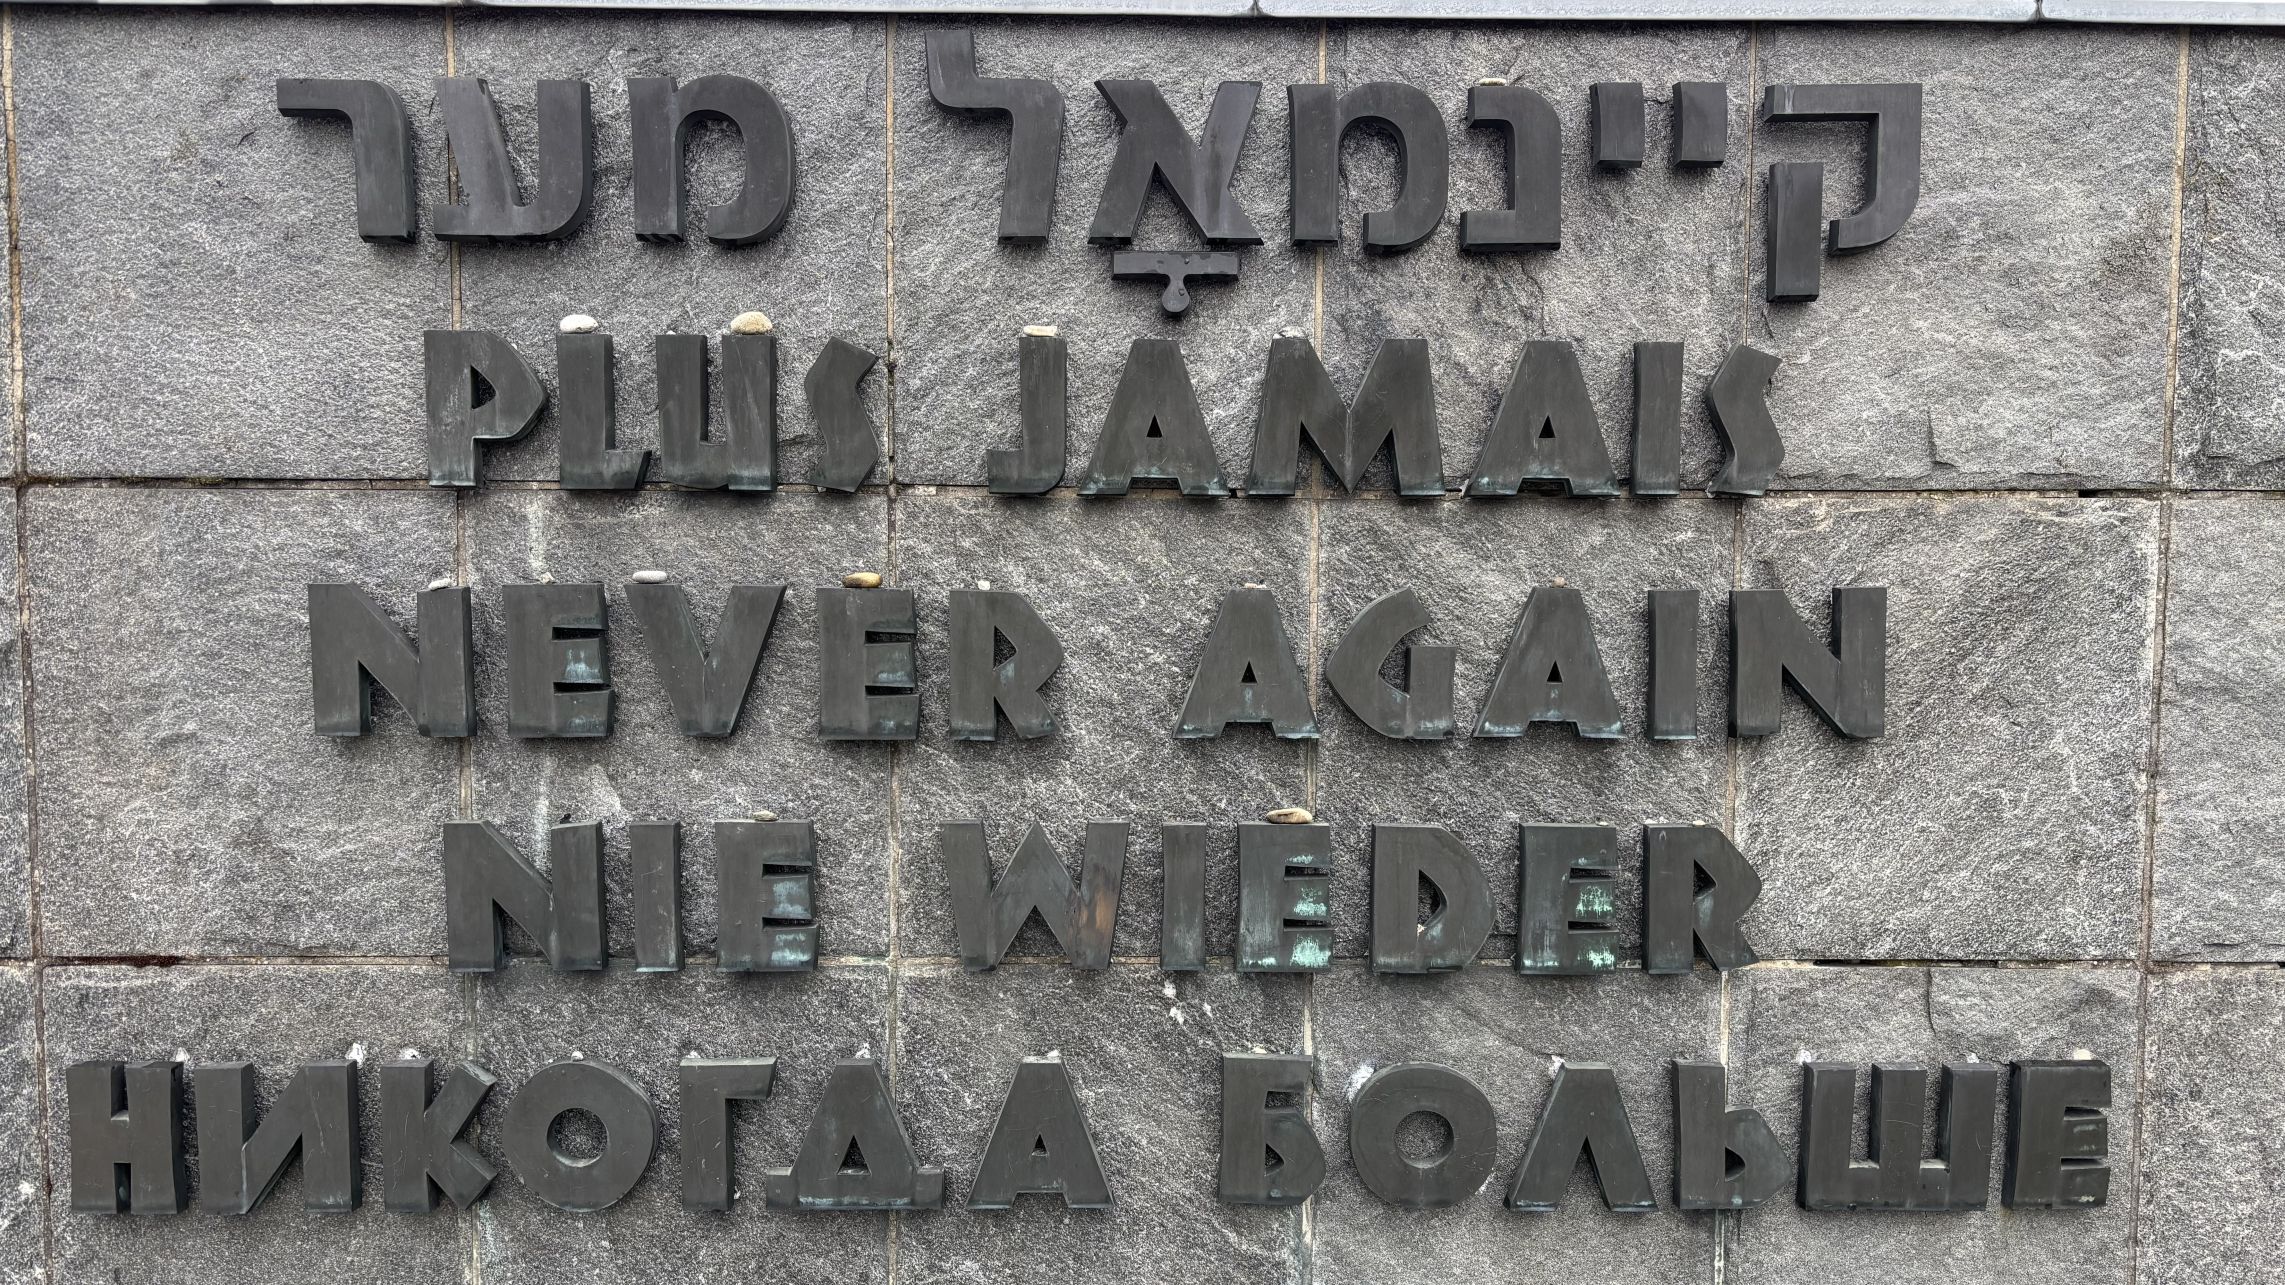 קיינמאָל מער
PLUS JAMAIS
NEVER AGAIN
NIE WIEDER
НИКОГДА БОЛЬШЕ